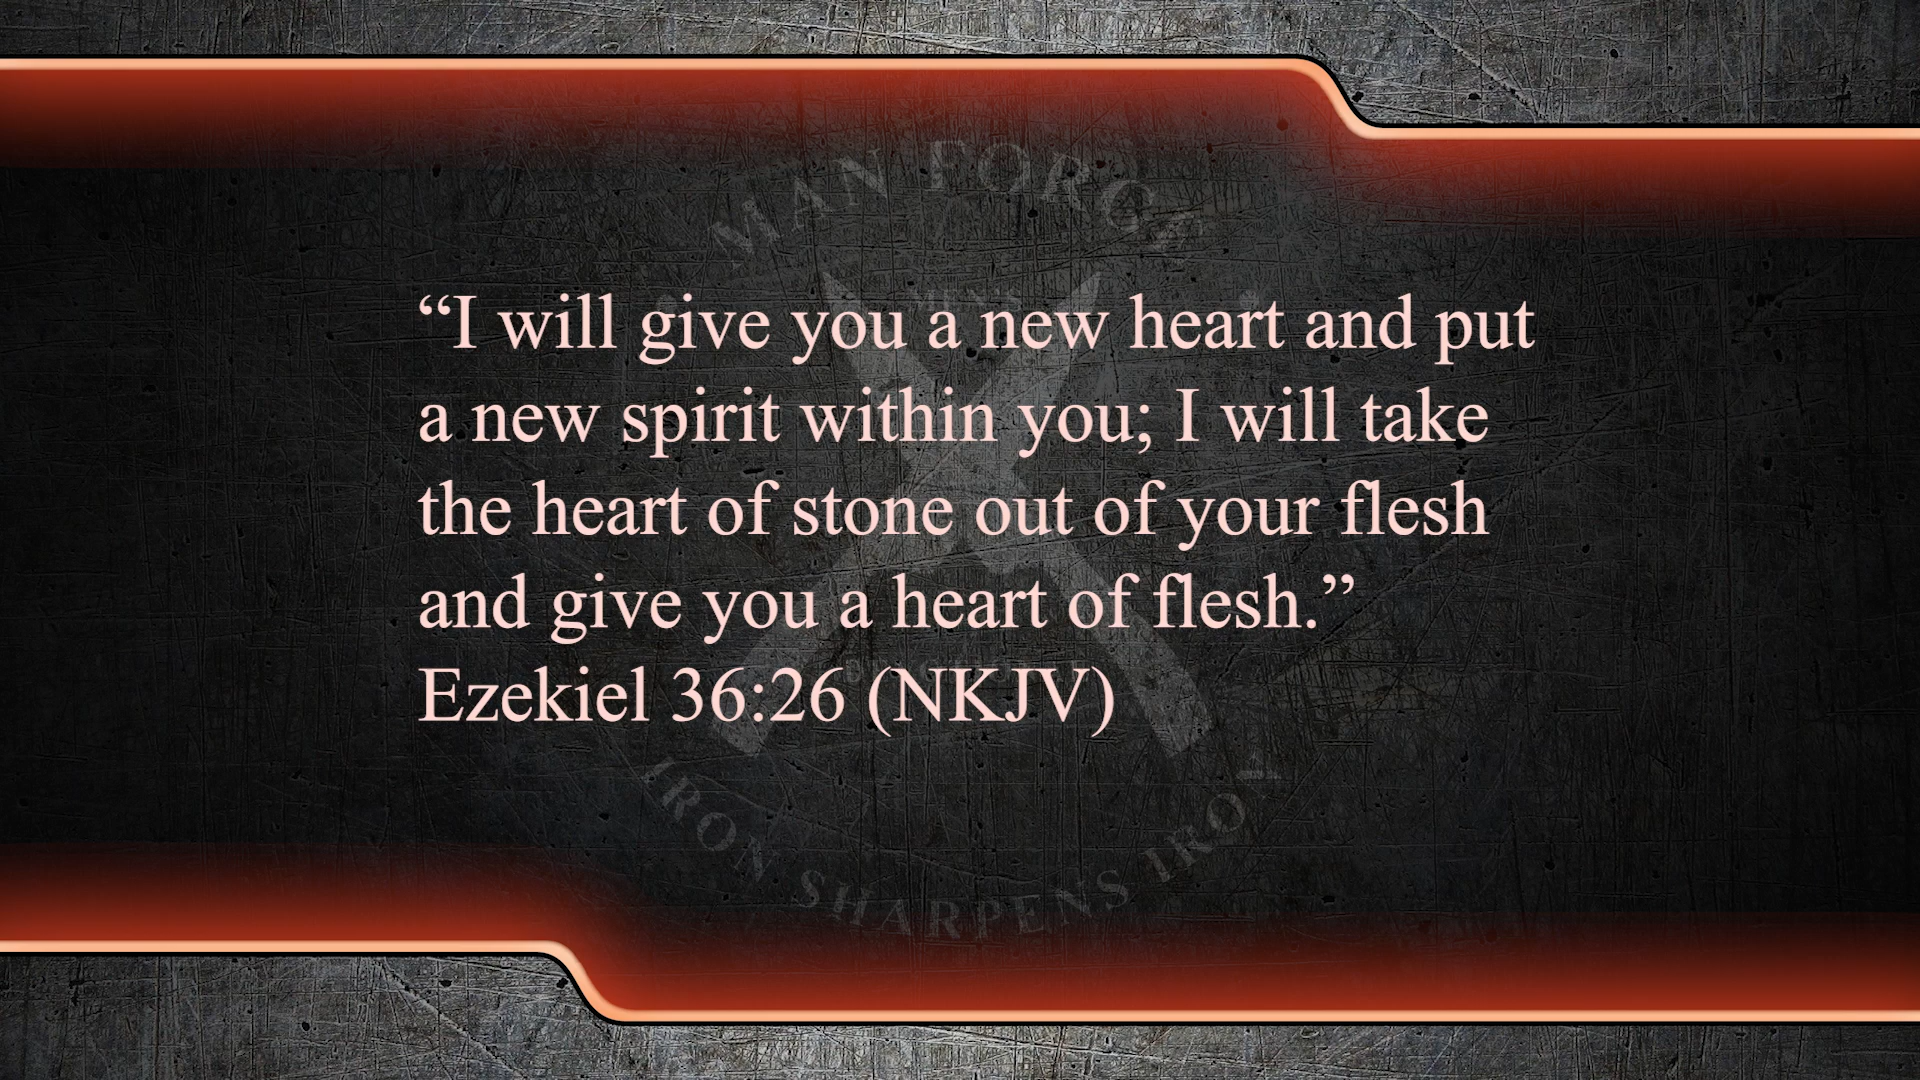 MAN FORGE
“I will give you a new heart and put
a new spirit within you; I will take
the heart of stone out of your flesh
and give you a heart of flesh.”
Ezekiel 36:26 (NKJV)
IRON SHARPENS IRON